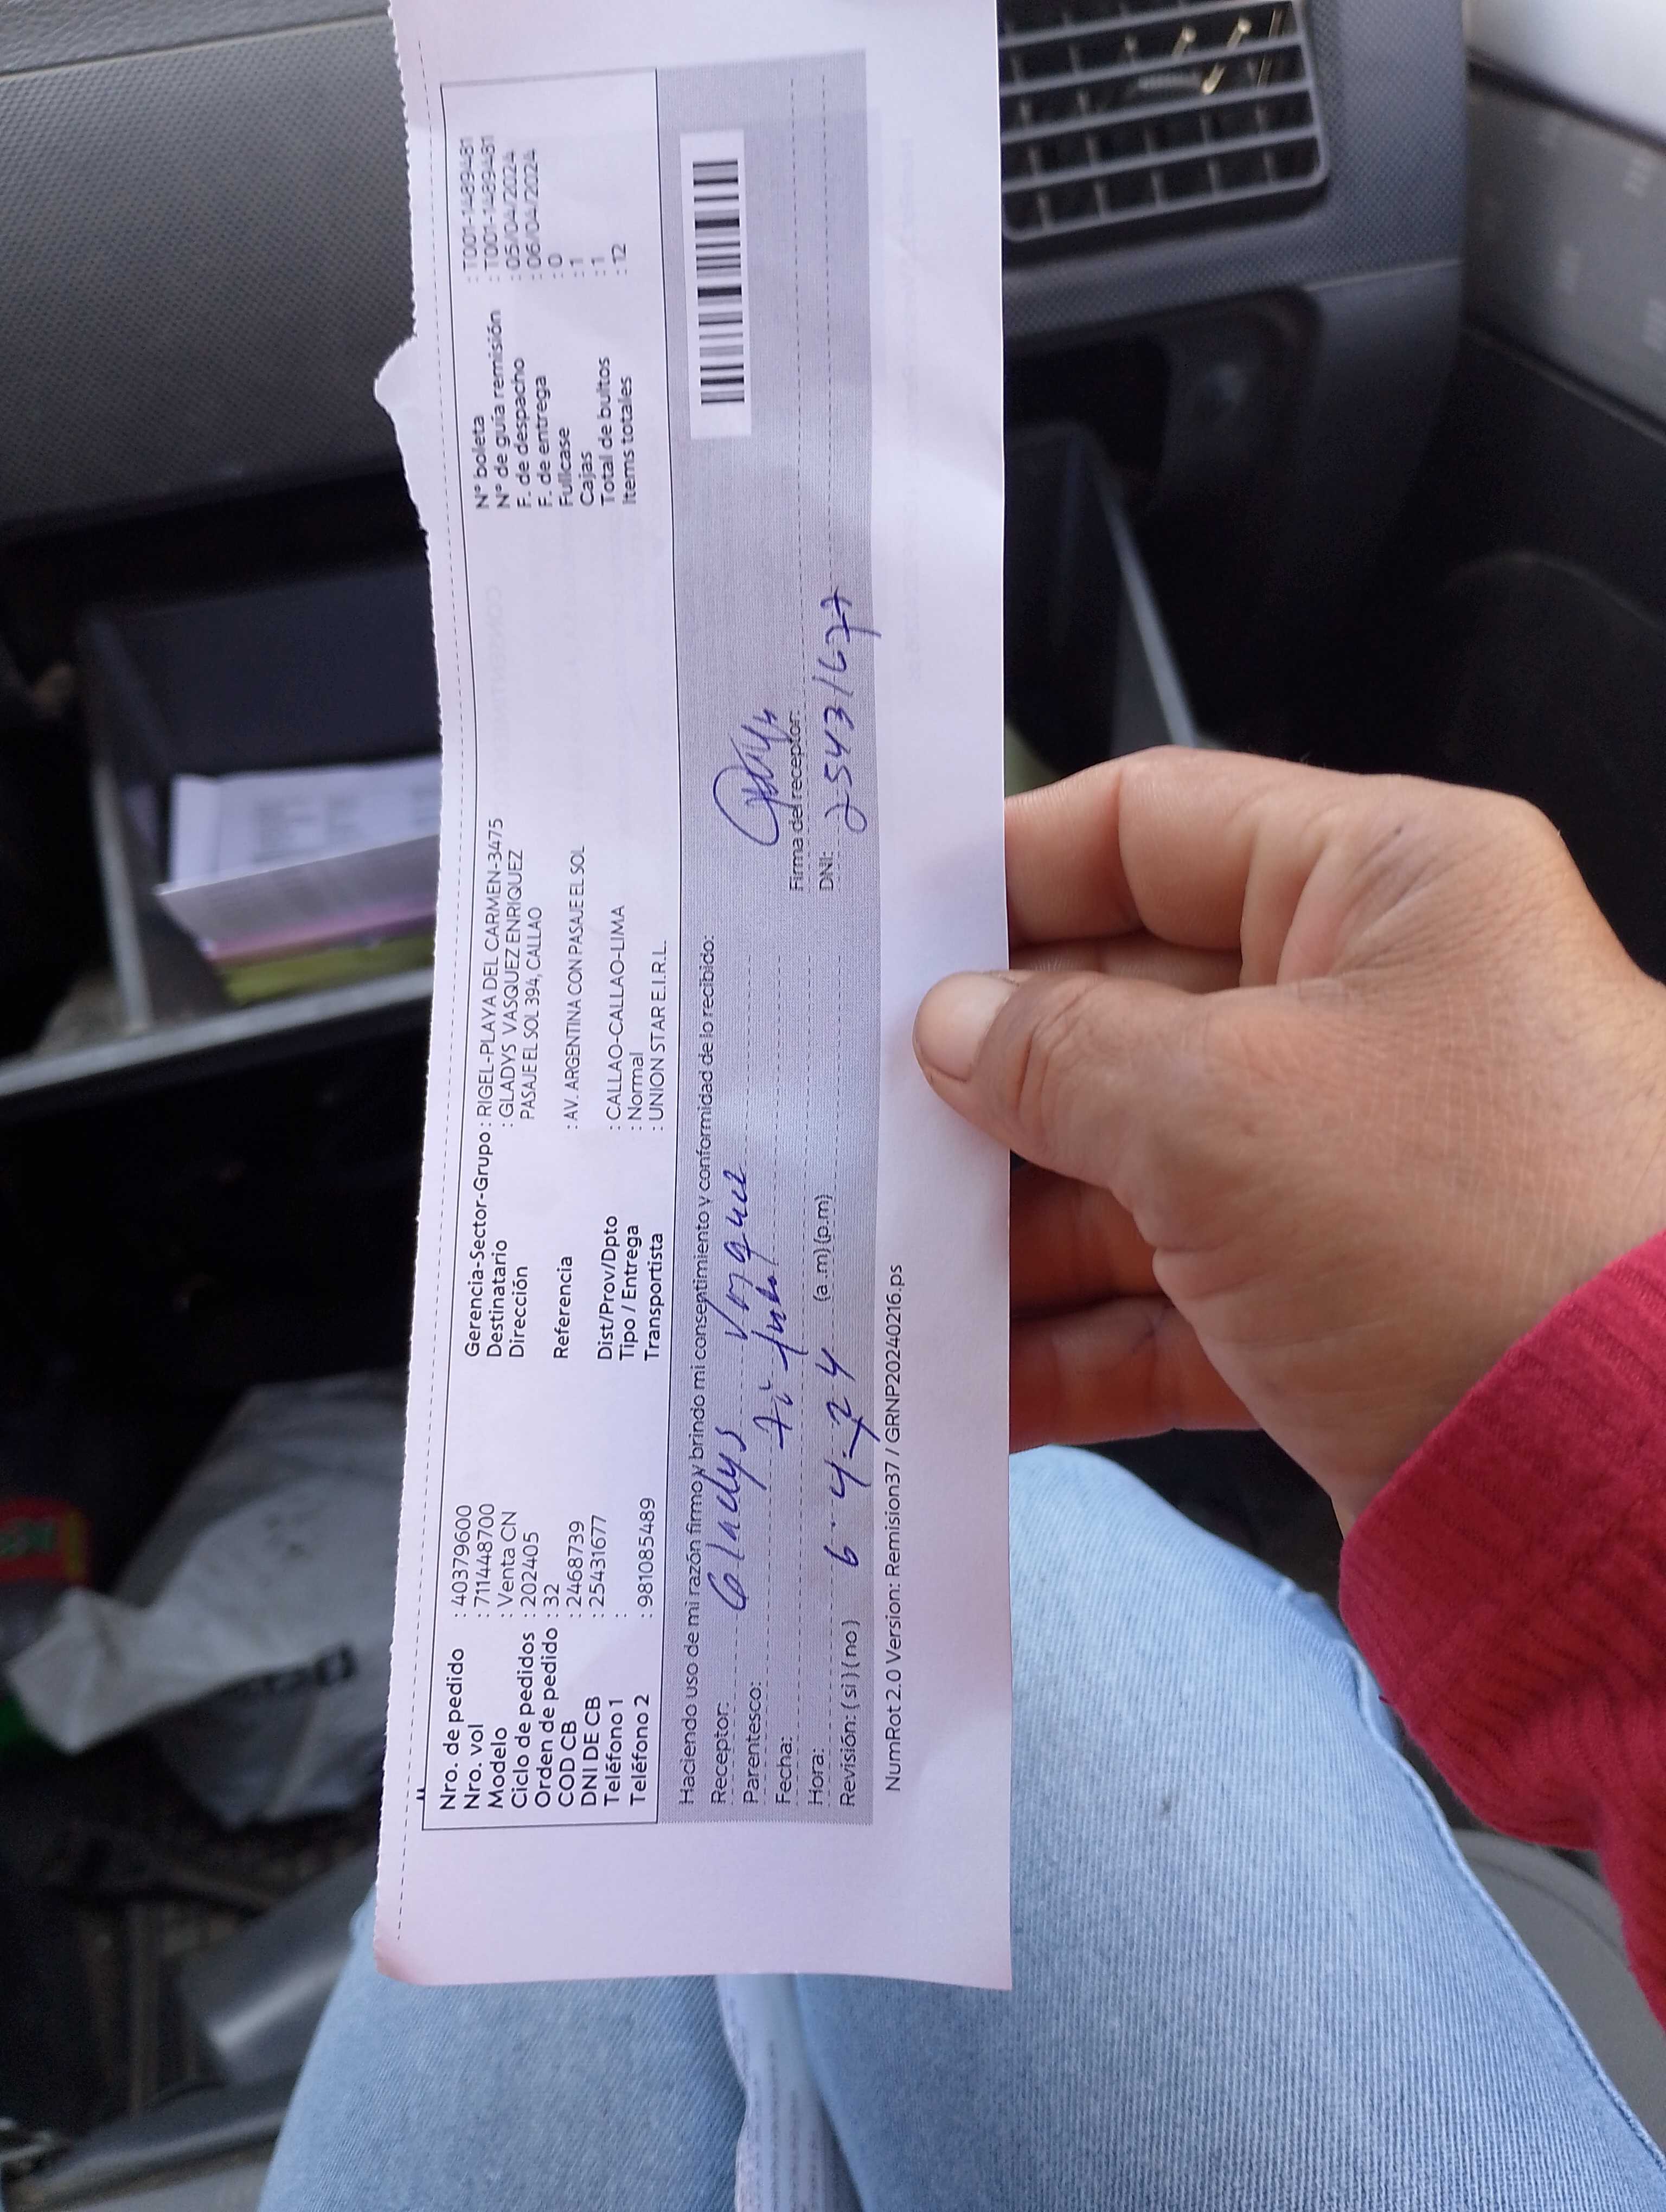 Nro. de pedido : 40379600
Nro. vol : 711448700
Modelo : Venta CN
Ciclo de pedidos : 202405
Orden de pedido : 32
COD CB : 2468739
DNI DE CB : 25431677
Teléfono 1 :
Teléfono 2 : 981085489
Gerencia-Sector-Grupo : RIGEL-PLAYA DEL CARMEN-3475
Destinatario : GLADYS VASQUEZ ENRIQUEZ
Dirección PASAJE EL SOL 394, CALLAO
Referencia : AV. ARGENTINA CON PASAJE EL SOL
Dist/Prov/Dpto : CALLAO-CALLAO-LIMA
Tipo / Entrega : Normal
Transportista : UNION STAR E.I.R.L.
N° boleta : T001-1489481
N° de guía remisión : T001-1489481
F. de despacho : 05/04/2024
F. de entrega : 06/04/2024
Fullcase : 0
Cajas : 1
Total de bultos : 1
Items totales : 12
Haciendo uso de mi razón firmo y brindo mi consentimiento y conformidad de lo recibido:
Receptor: Gladys
Parentesco:
Fecha: 6-4-24
Hora: (a.m) (p.m)
Revisión: ( si ) ( no )
Firma del receptor:
DNI: 25431677
NumRot 2.0 Version: Remision37 / GRNP20240216.ps